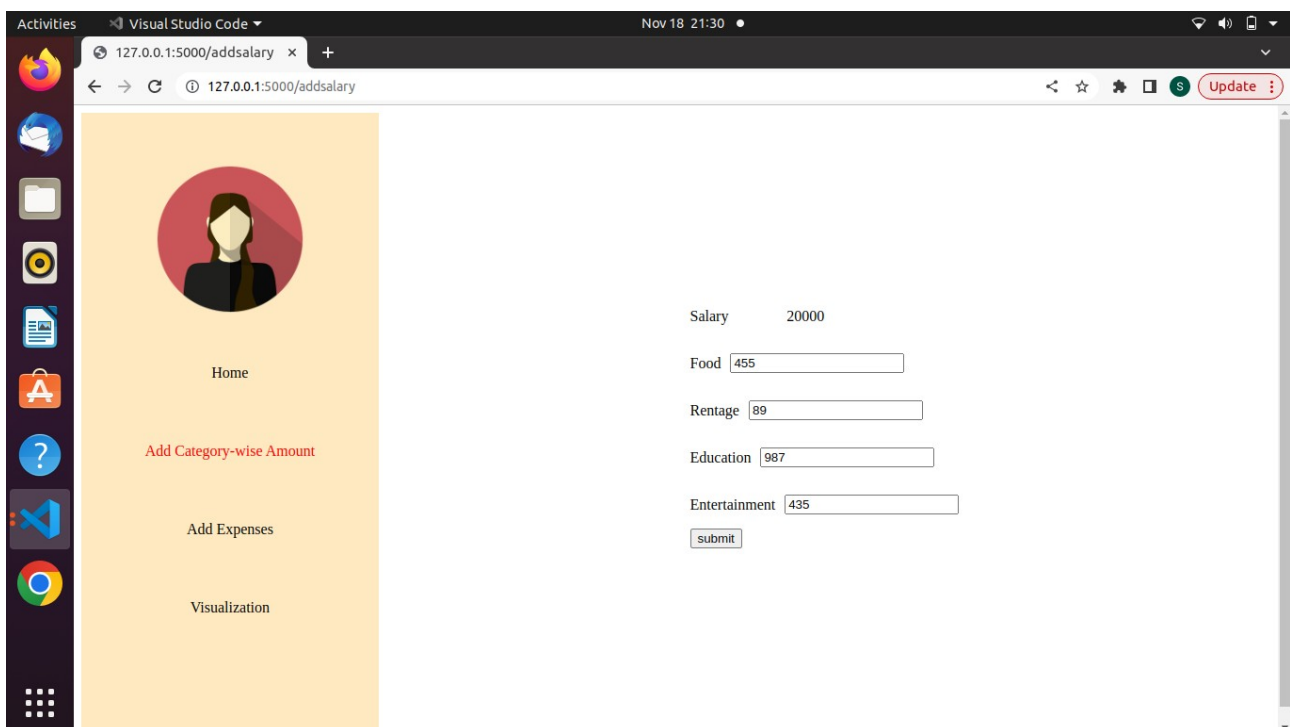 Activities Visual Studio Code Nov 18 21:30
127.0.0.1:5000/addsalary × +
127.0.0.1:5000/addsalary S Update
Salary 20000
Food 455
Home
Rentage 89
Add Category-wise Amount
Education 987
Entertainment 435
Add Expenses
submit
Visualization